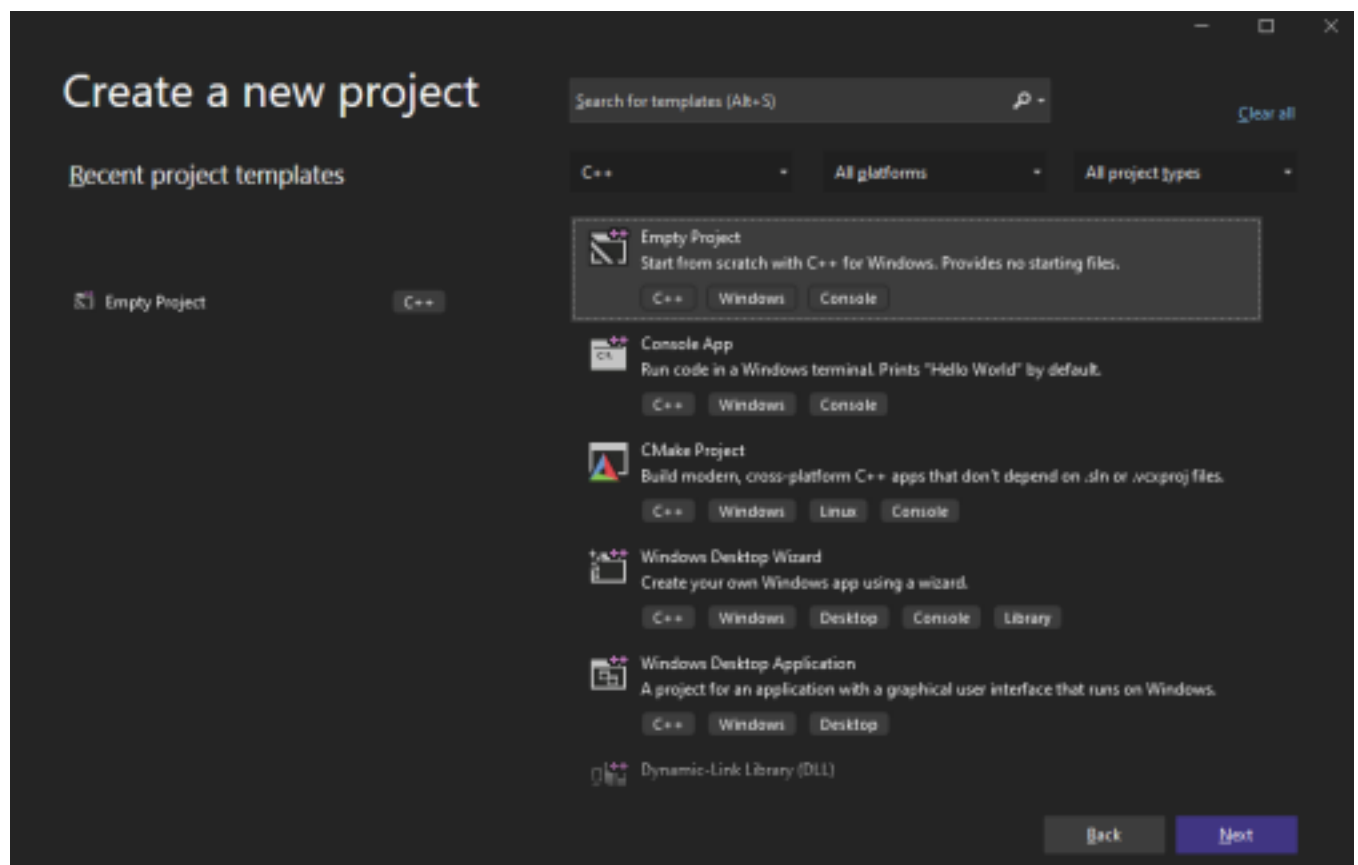 Create a new project
Search for templates (Alt+S)
Clear all
Recent project templates
C++
All platforms
All project types
Empty Project
C++
Empty Project
Start from scratch with C++ for Windows. Provides no starting files.
C++ Windows Console
Console App
Run code in a Windows terminal. Prints "Hello World" by default.
C++ Windows Console
CMake Project
Build modern, cross-platform C++ apps that don't depend on .sln or .vcxproj files.
C++ Windows Linux Console
Windows Desktop Wizard
Create your own Windows app using a wizard.
C++ Windows Desktop Console Library
Windows Desktop Application
A project for an application with a graphical user interface that runs on Windows.
C++ Windows Desktop
Dynamic-Link Library (DLL)
Back
Next